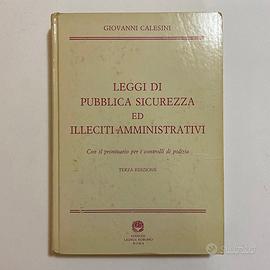 GIOVANNI CALESINI
LEGGI DI
PUBBLICA SICUREZZA
ED
ILLECITI AMMINISTRATIVI
Con il prontuario per i controlli di polizia
TERZA EDIZIONE
LAURUS ROBUFFO
ROMA
subito